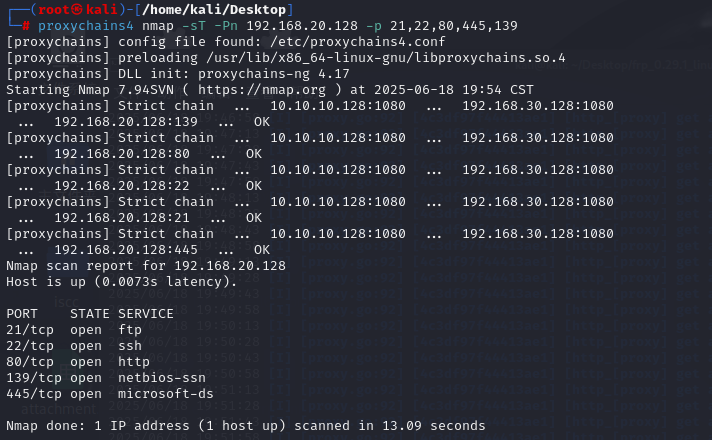 ┌──(root㉿kali)-[/home/kali/Desktop]
└─# proxychains4 nmap -sT -Pn 192.168.20.128 -p 21,22,80,445,139
[proxychains] config file found: /etc/proxychains4.conf
[proxychains] preloading /usr/lib/x86_64-linux-gnu/libproxychains.so.4
[proxychains] DLL init: proxychains-ng 4.17
Starting Nmap 7.94SVN ( https://nmap.org ) at 2025-06-18 19:54 CST
[proxychains] Strict chain  ...  10.10.10.128:1080  ...  192.168.30.128:1080
 ...  192.168.20.128:139  ...  OK
[proxychains] Strict chain  ...  10.10.10.128:1080  ...  192.168.30.128:1080
 ...  192.168.20.128:80  ...  OK
[proxychains] Strict chain  ...  10.10.10.128:1080  ...  192.168.30.128:1080
 ...  192.168.20.128:22  ...  OK
[proxychains] Strict chain  ...  10.10.10.128:1080  ...  192.168.30.128:1080
 ...  192.168.20.128:21  ...  OK
[proxychains] Strict chain  ...  10.10.10.128:1080  ...  192.168.30.128:1080
 ...  192.168.20.128:445  ...  OK
Nmap scan report for 192.168.20.128
Host is up (0.0073s latency).

PORT    STATE SERVICE
21/tcp  open  ftp
22/tcp  open  ssh
80/tcp  open  http
139/tcp open  netbios-ssn
445/tcp open  microsoft-ds
attachment

Nmap done: 1 IP address (1 host up) scanned in 13.09 seconds